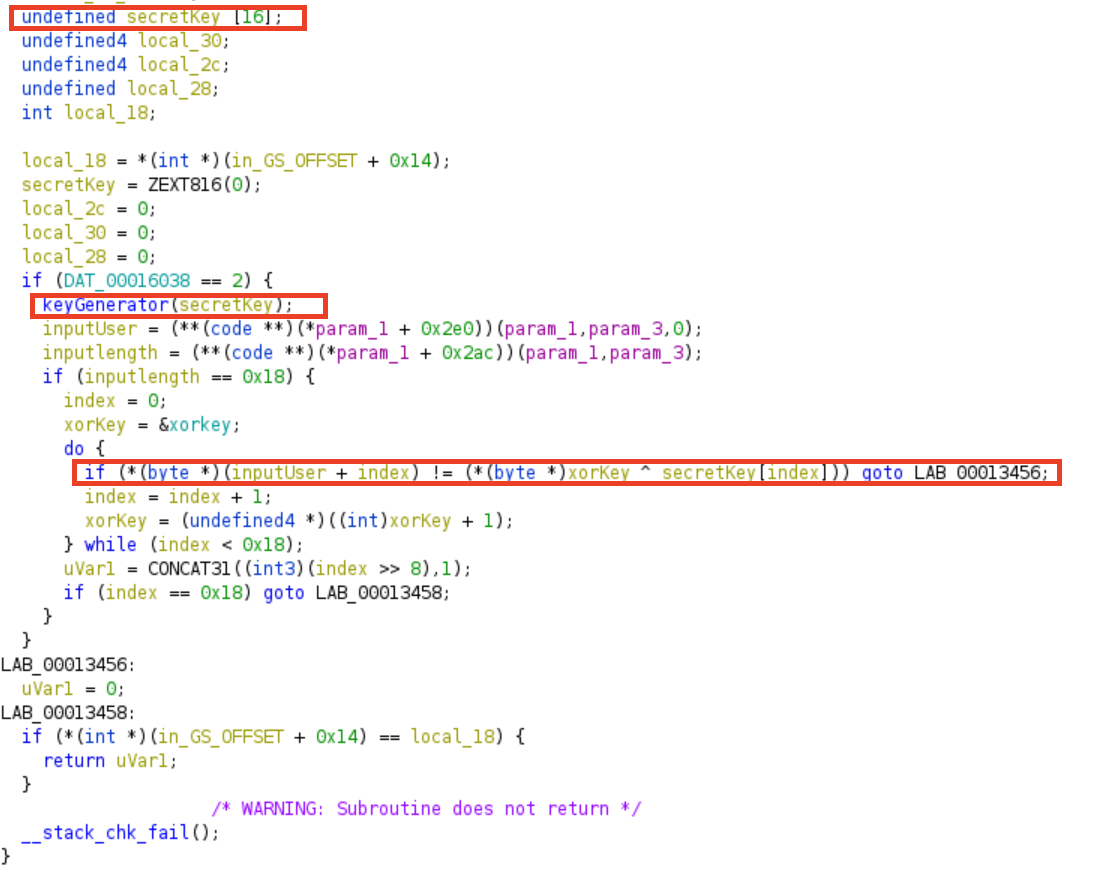 undefined secretKey [16];
undefined4 local_30;
undefined4 local_2c;
undefined local_28;
int local_18;
local_18 = *(int *)(in_GS_OFFSET + 0x14);
secretKey = ZEXT816(0);
local_2c = 0;
local_30 = 0;
local_28 = 0;
if (DAT_00016038 == 2) {
keyGenerator(secretKey);
inputUser = (**(code **)(*param_1 + 0x2e0))(param_1,param_3,0);
inputlength = (**(code **)(*param_1 + 0x2ac))(param_1,param_3);
if (inputlength == 0x18) {
index = 0;
xorKey = &xorkey;
do {
if (*(byte *)(inputUser + index) != (*(byte *)xorKey ^ secretKey[index])) goto LAB_00013456;
index = index + 1;
xorKey = (undefined4 *)((int)xorKey + 1);
} while (index < 0x18);
uVar1 = CONCAT31((int3)(index >> 8),1);
if (index == 0x18) goto LAB_00013458;
}
}
LAB_00013456:
uVar1 = 0;
LAB_00013458:
if (*(int *)(in_GS_OFFSET + 0x14) == local_18) {
return uVar1;
}
/* WARNING: Subroutine does not return */
__stack_chk_fail();
}